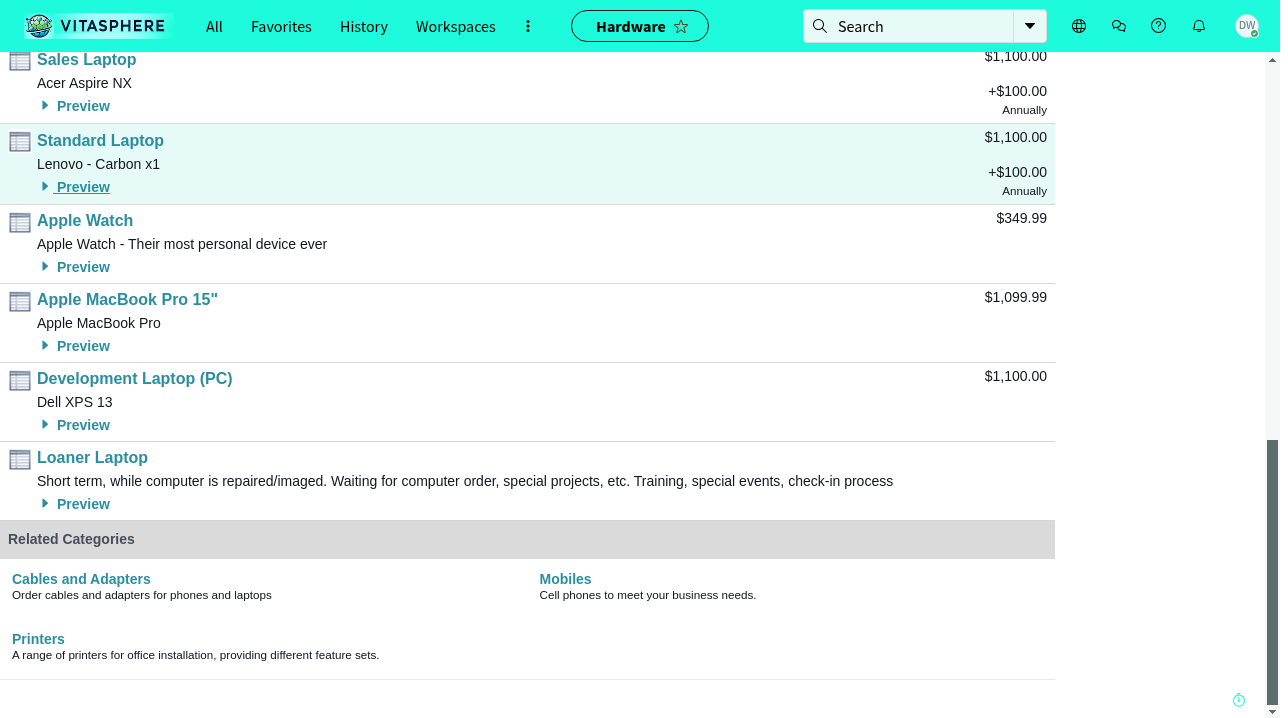 VITASPHERE All Favorites History Workspaces Hardware Search DW
Sales Laptop $1,100.00
Acer Aspire NX +$100.00
Preview Annually
Standard Laptop $1,100.00
Lenovo - Carbon x1 +$100.00
Preview Annually
Apple Watch $349.99
Apple Watch - Their most personal device ever
Preview
Apple MacBook Pro 15" $1,099.99
Apple MacBook Pro
Preview
Development Laptop (PC) $1,100.00
Dell XPS 13
Preview
Loaner Laptop
Short term, while computer is repaired/imaged. Waiting for computer order, special projects, etc. Training, special events, check-in process
Preview
Related Categories
Cables and Adapters
Order cables and adapters for phones and laptops
Mobiles
Cell phones to meet your business needs.
Printers
A range of printers for office installation, providing different feature sets.